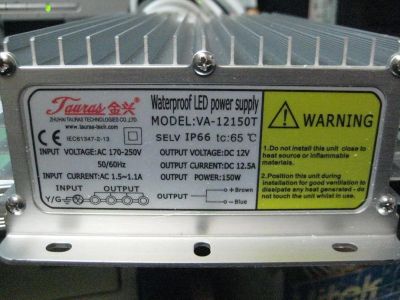 Tauras 金兴
ZHUHAI TAURAS TECHNOLOGIES CO.,LTD
www.tauras-tech.com
IEC61347-2-13
Waterproof LED power supply
MODEL:VA-12150T
SELV IP66 tc:65℃
INPUT VOLTAGE:AC 170-250V
50/60Hz
INPUT CURRENT:AC 1.5~1.1A
OUTPUT VOLTAGE:DC 12V
OUTPUT CURRENT:DC 12.5A
OUTPUT POWER:150W
INPUT OUTPUT
Y/G
OUTPUT
+ Brown
- Blue
WARNING
1.Do not install this unit close to
heat source or inflammable
materials.
2.Position this unit during
installation for good ventilation to
dissipate any heat generated - do
not touch the unit whilst in use.
tek